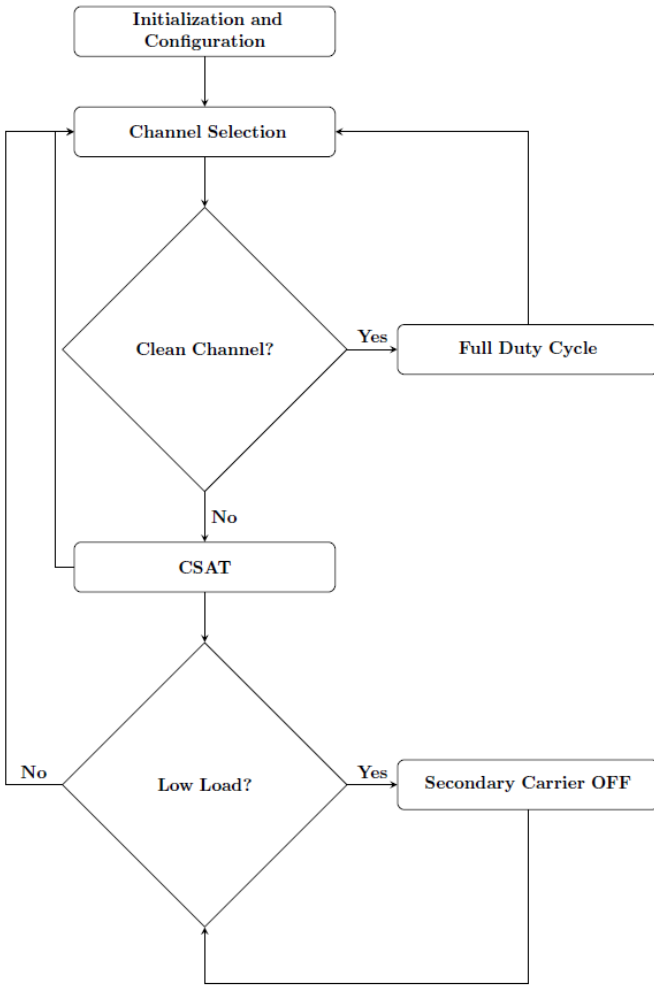 Initialization and
Configuration
Channel Selection
Clean Channel?
Yes
Full Duty Cycle
No
CSAT
No
Low Load?
Yes
Secondary Carrier OFF